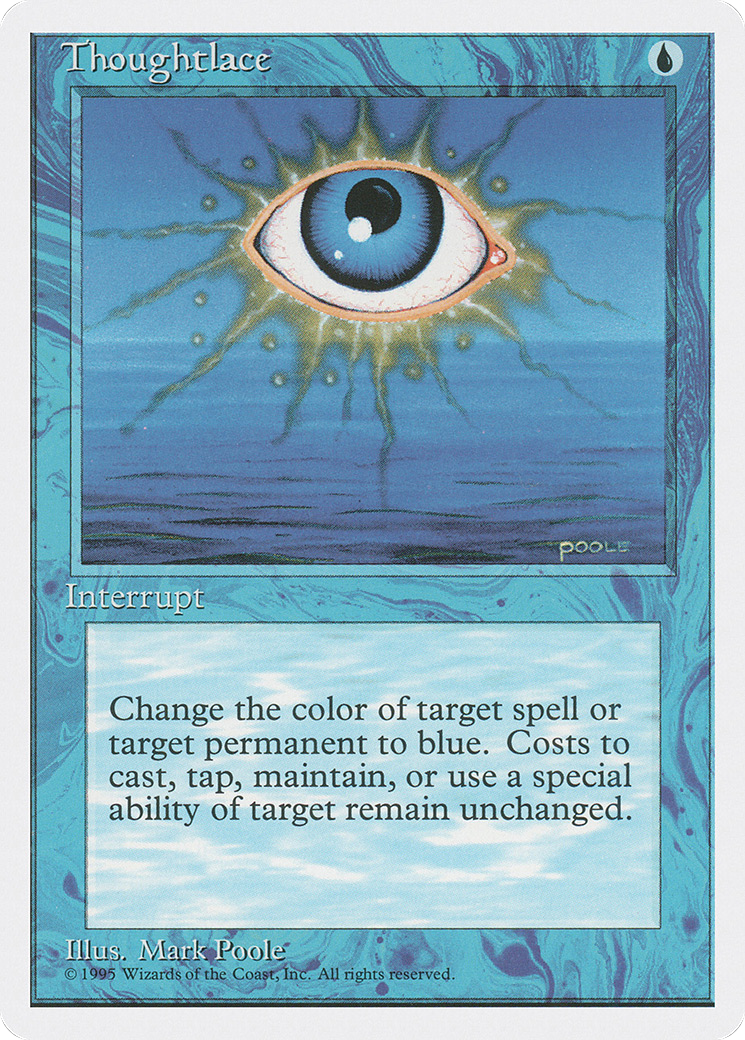 Thoughtlace
POOLE
Interrupt
Change the color of target spell or
target permanent to blue. Costs to
cast, tap, maintain, or use a special
ability of target remain unchanged.
Illus. Mark Poole
© 1995 Wizards of the Coast, Inc. All rights reserved.